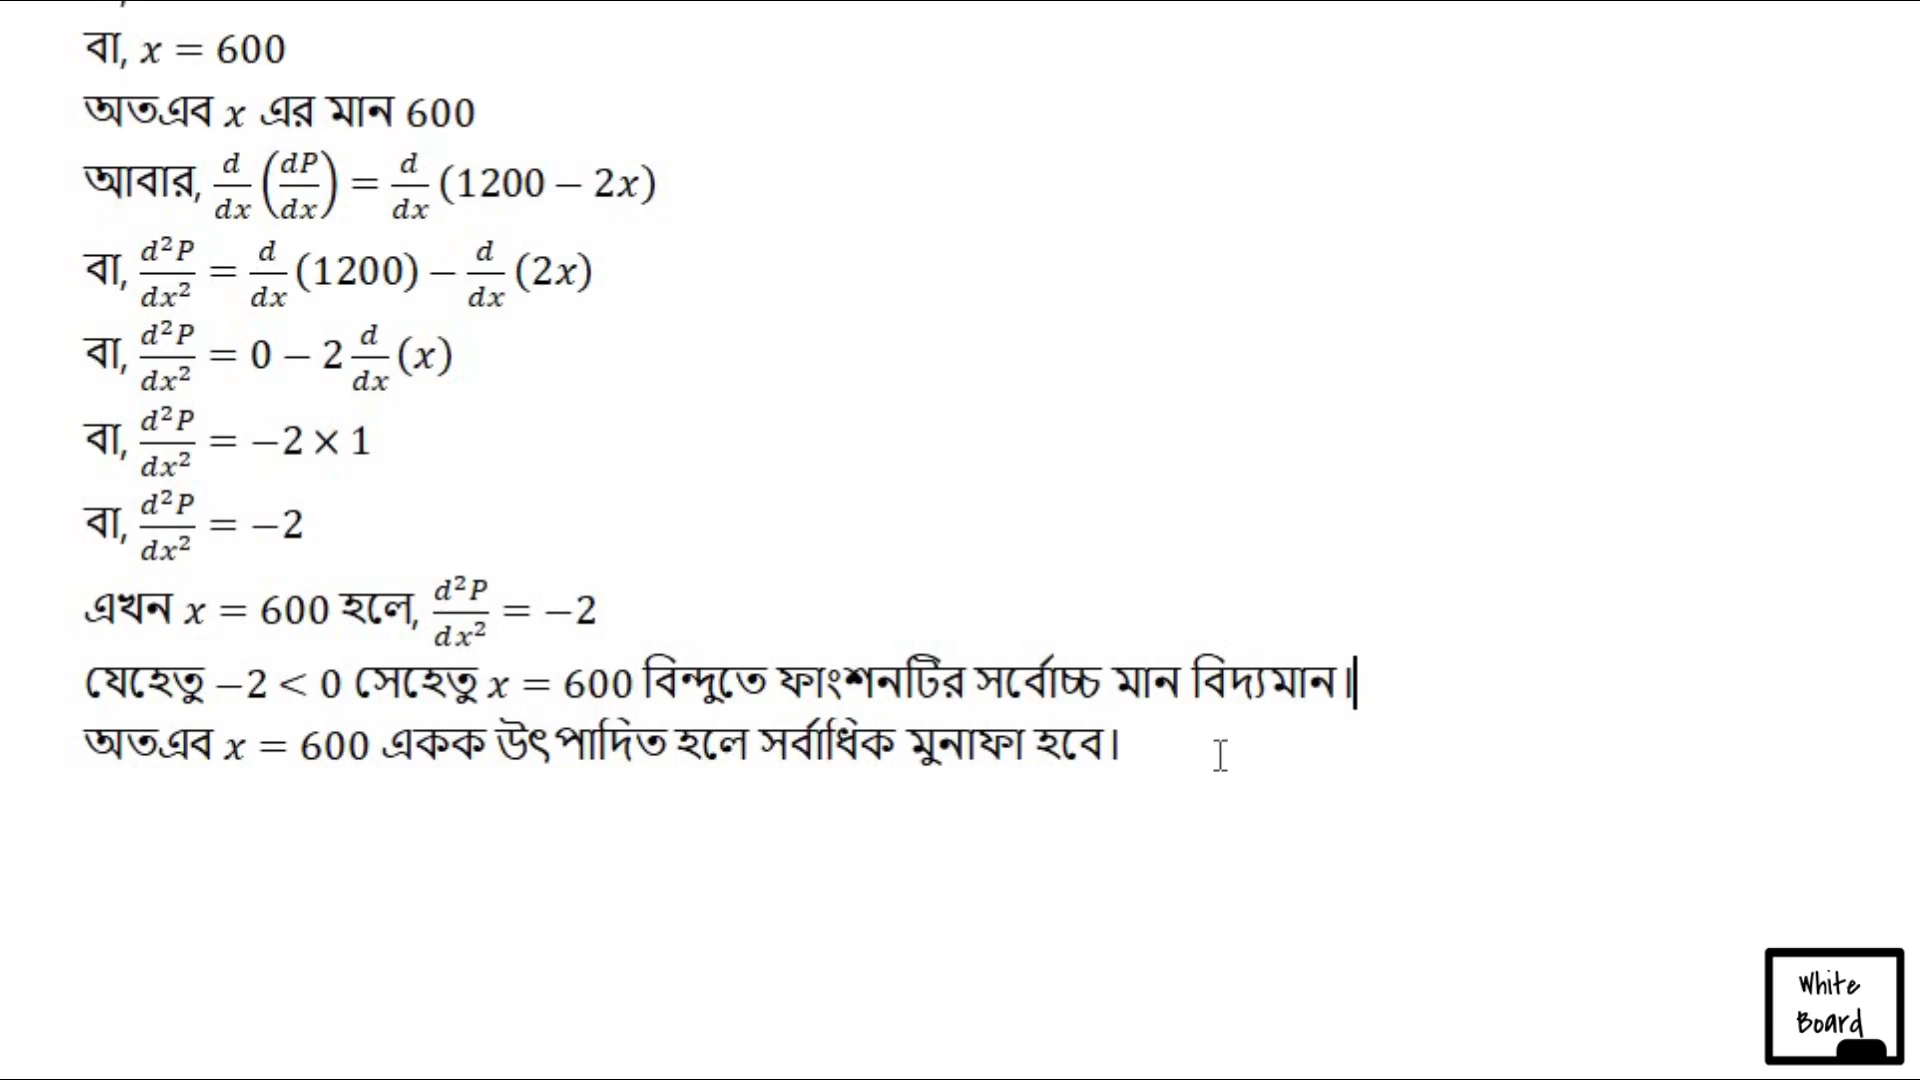 বা, x = 600
অতএব x এর মান 600
আবার, d/dx (dP/dx) = d/dx (1200 − 2x)
বা, d²P/dx² = d/dx (1200) − d/dx (2x)
বা, d²P/dx² = 0 − 2 d/dx (x)
বা, d²P/dx² = −2 × 1
বা, d²P/dx² = −2
এখন x = 600 হলে, d²P/dx² = −2
যেহেতু −2 < 0 সেহেতু x = 600 বিন্দুতে ফাংশনটির সর্বোচ্চ মান বিদ্যমান।
অতএব x = 600 একক উৎপাদিত হলে সর্বাধিক মুনাফা হবে।
White
Board